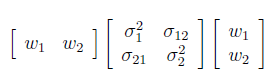 [ w₁ w₂ ] [ σ₁² σ₁₂ ] [ w₁ ]
[ σ₂₁ σ₂² ] [ w₂ ]